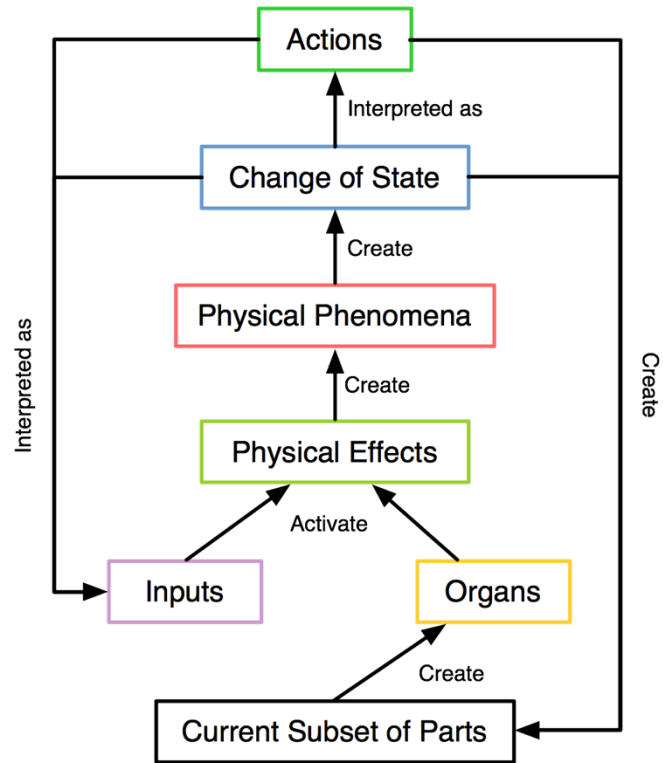 Actions
Interpreted as
Change of State
Create
Physical Phenomena
Interpreted as
Create
Create
Physical Effects
Activate
Inputs
Organs
Create
Current Subset of Parts